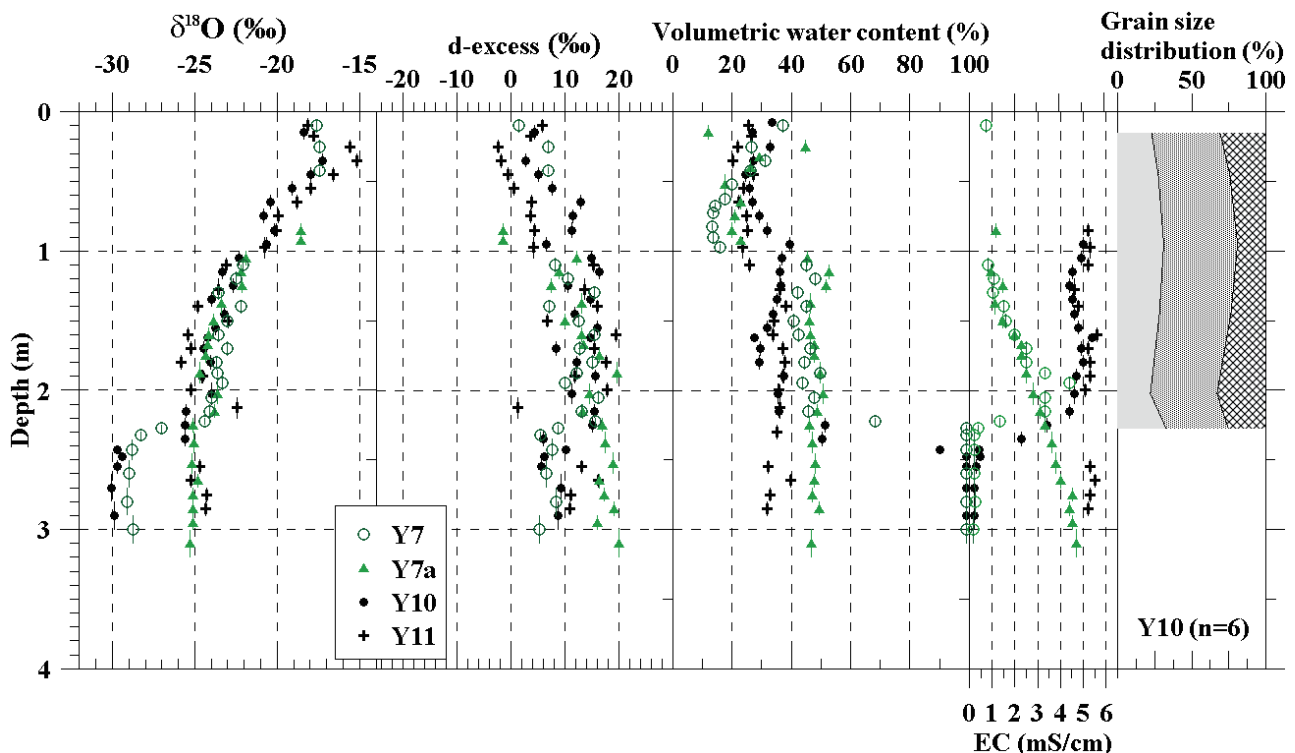 δ¹⁸O (‰)
d-excess (‰)
Volumetric water content (%)
Grain size
distribution (%)
-30 -25 -20 -15
-20 -10 0 10 20
0 20 40 60 80 100
0 50 100
0
1
2
3
4
Depth (m)
Y7
Y7a
Y10
Y11
Y10 (n=6)
0 1 2 3 4 5 6
EC (mS/cm)